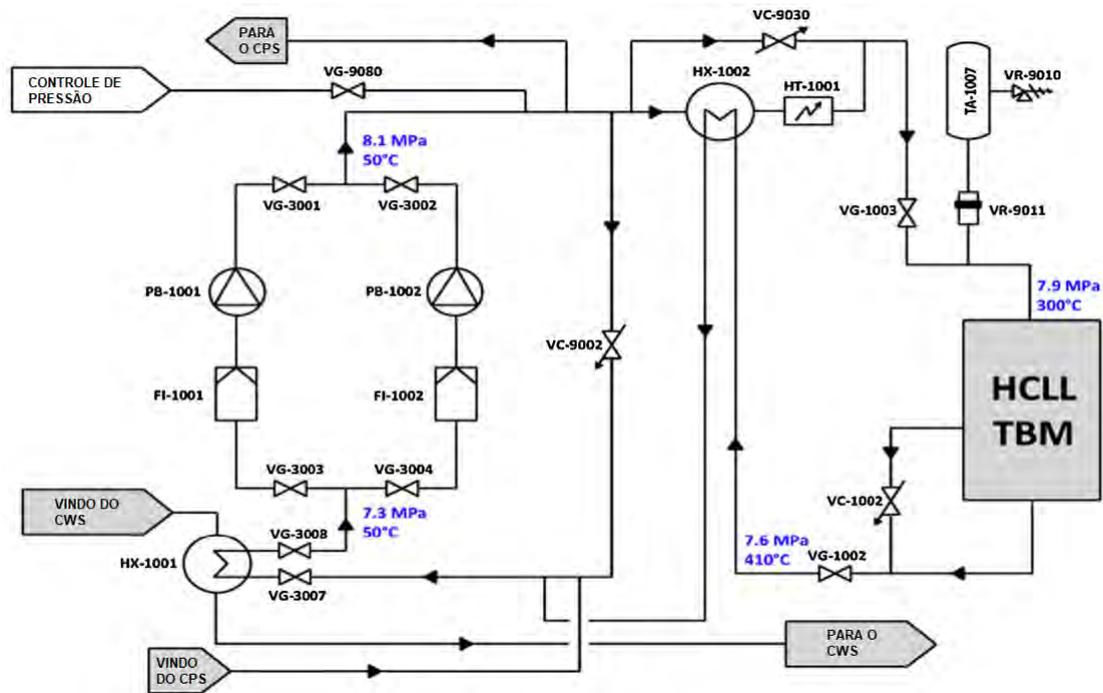 PARA
O CPS
VC-9030
CONTROLE DE
PRESSÃO
VG-9080
HX-1002
HT-1001
TA-1007
VR-9010
8.1 MPa
50°C
VG-3001
VG-3002
VG-1003
VR-9011
PB-1001
PB-1002
7.9 MPa
300°C
VC-9002
FI-1001
FI-1002
HCLL
TBM
VG-3003
VG-3004
VINDO DO
CWS
7.3 MPa
50°C
VC-1002
VG-3008
HX-1001
VG-3007
7.6 MPa
410°C
VG-1002
PARA O
CWS
VINDO
DO CPS